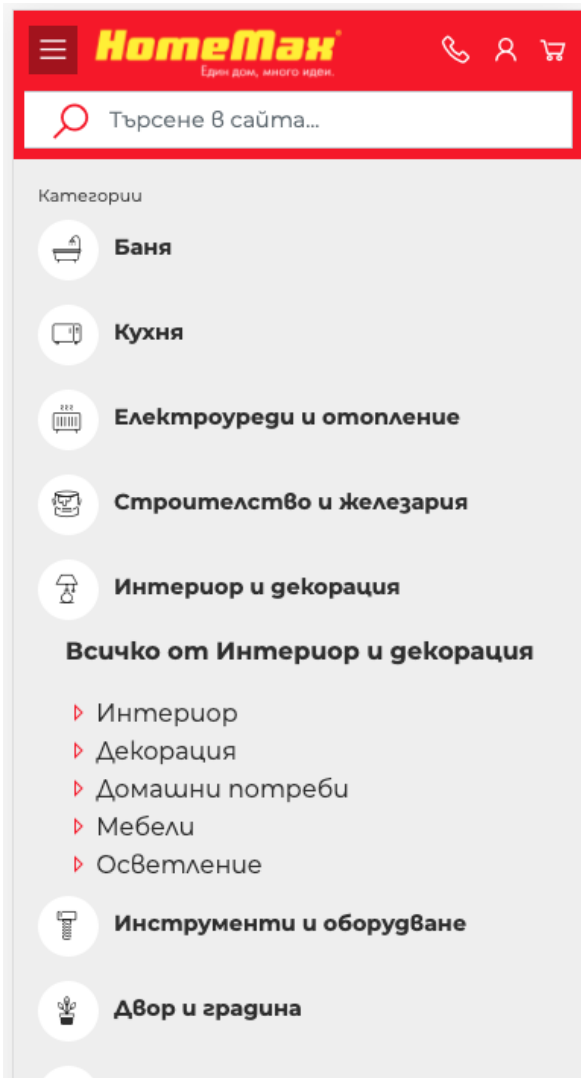 HomeMax
Един дом, много идеи.
Търсене в сайта...
Категории
Баня
Кухня
Електроуреди и отопление
Строителство и железария
Интериор и декорация
Всичко от Интериор и декорация
Интериор
Декорация
Домашни потреби
Мебели
Осветление
Инструменти и оборудване
Двор и градина